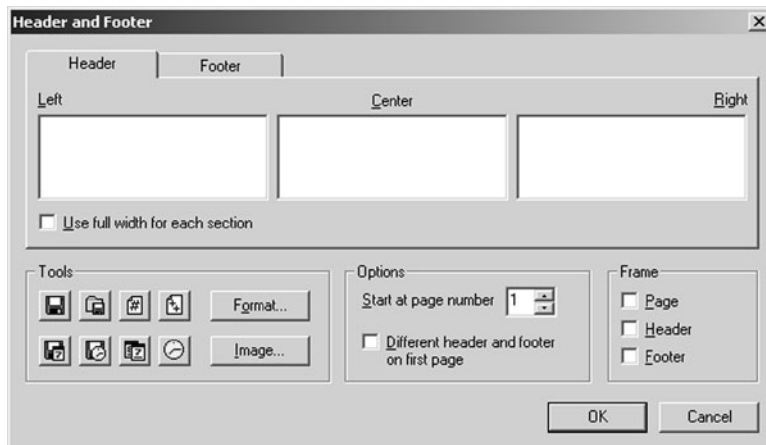 Header and Footer
Header Footer
Left Center Right
Use full width for each section
Tools Options Frame
Format... Start at page number 1 Page
Image... Different header and footer Header
on first page Footer
OK Cancel